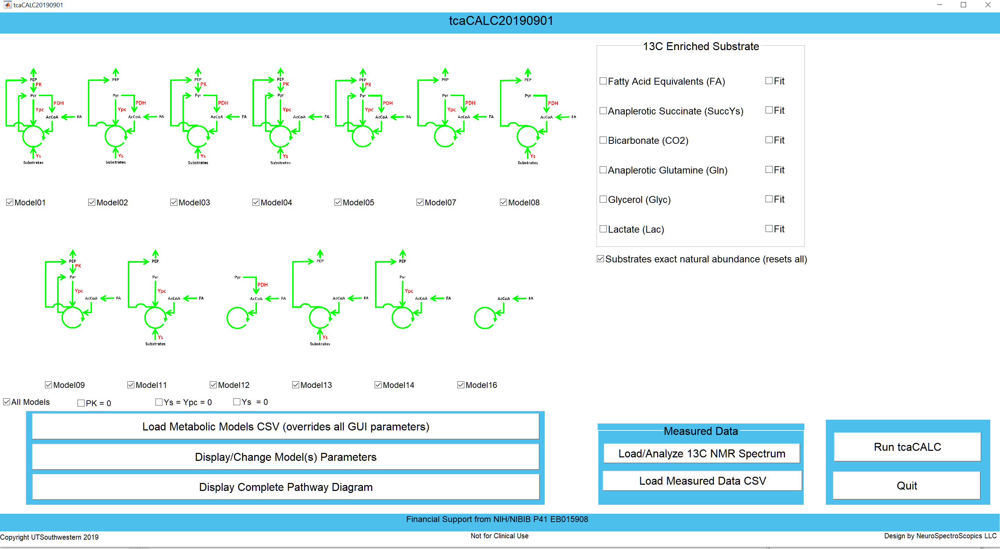 tcaCALC20190901
tcaCALC20190901
PEP
PK
Pyr
PDH
Ypc
AcCoA
FA
Ys
Substrates
PEP
Pyr
PDH
Ypc
AcCoA
FA
Ys
Substrates
PEP
PK
Pyr
PDH
AcCoA
FA
Ys
Substrates
PEP
PK
Pyr
Ypc
AcCoA
FA
Ys
Substrates
PEP
PK
Pyr
PDH
Ypc
AcCoA
FA
PEP
Pyr
PDH
Ypc
AcCoA
FA
PEP
Pyr
PDH
AcCoA
FA
Ys
Substrates
Model01
Model02
Model03
Model04
Model05
Model07
Model08
PEP
PK
Pyr
Ypc
AcCoA
FA
PEP
Pyr
Ypc
AcCoA
FA
Ys
Substrates
Pyr
PDH
AcCoA
FA
PEP
AcCoA
FA
Ys
Substrates
PEP
Pyr
Ypc
AcCoA
FA
AcCoA
FA
Model09
Model11
Model12
Model13
Model14
Model16
All Models
PK = 0
Ys = Ypc = 0
Ys = 0
13C Enriched Substrate
Fatty Acid Equivalents (FA) Fit
Anaplerotic Succinate (SuccYs) Fit
Bicarbonate (CO2) Fit
Anaplerotic Glutamine (Gln) Fit
Glycerol (Glyc) Fit
Lactate (Lac) Fit
Substrates exact natural abundance (resets all)
Load Metabolic Models CSV (overrides all GUI parameters)
Display/Change Model(s) Parameters
Display Complete Pathway Diagram
Measured Data
Load/Analyze 13C NMR Spectrum
Load Measured Data CSV
Run tcaCALC
Quit
Financial Support from NIH/NIBIB P41 EB015908
Copyright UTSouthwestern 2019
Not for Clinical Use
Design by NeuroSpectroScopics LLC